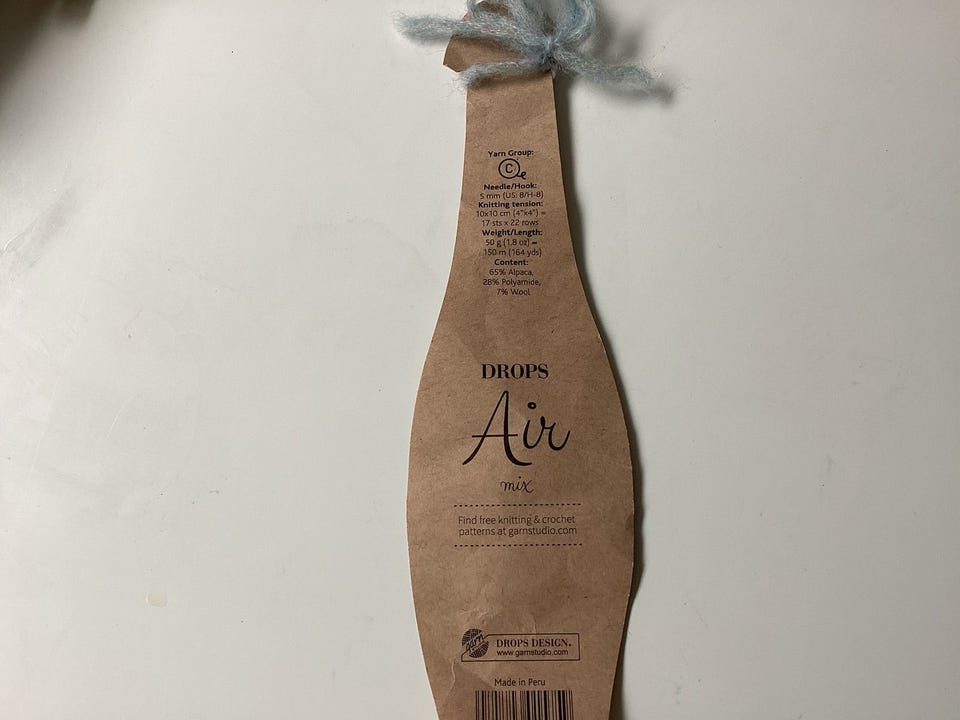 Yarn Group:
C
Needle/Hook:
5 mm (US: 8/H-8)
Knitting tension:
10x10 cm (4"x4") =
17 sts x 22 rows
Weight/Length:
50 g (1.8 oz) =
150 m (164 yds)
Content:
65% Alpaca,
28% Polyamide,
7% Wool
DROPS
Air
mix
Find free knitting & crochet
patterns at garnstudio.com
garn
DROPS DESIGN.
www.garnstudio.com
Made in Peru